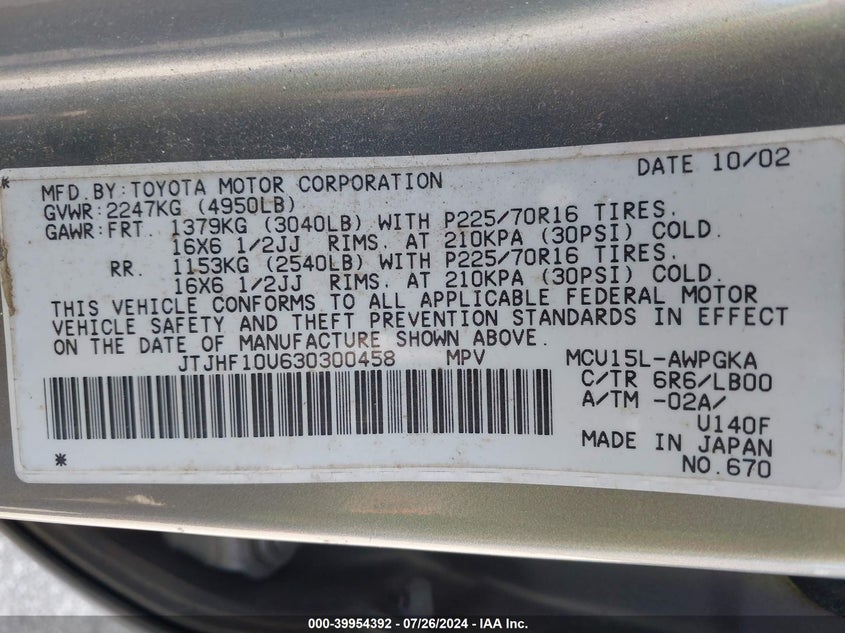 DATE 10/02
* MFD.BY:TOYOTA MOTOR CORPORATION
GVWR:2247KG (4950LB)
GAWR:FRT. 1379KG (3040LB) WITH P225/70R16 TIRES.
16X6 1/2JJ RIMS. AT 210KPA (30PSI) COLD.
RR. 1153KG (2540LB) WITH P225/70R16 TIRES.
16X6 1/2JJ RIMS. AT 210KPA (30PSI) COLD.
THIS VEHICLE CONFORMS TO ALL APPLICABLE FEDERAL MOTOR
VEHICLE SAFETY AND THEFT PREVENTION STANDARDS IN EFFECT
ON THE DATE OF MANUFACTURE SHOWN ABOVE.
JTJHF10U630300458 MPV MCU15L-AWPGKA
C/TR 6R6/LB00
A/TM -02A/
U140F
MADE IN JAPAN
* NO.670
000-39954392 - 07/26/2024 - IAA Inc.